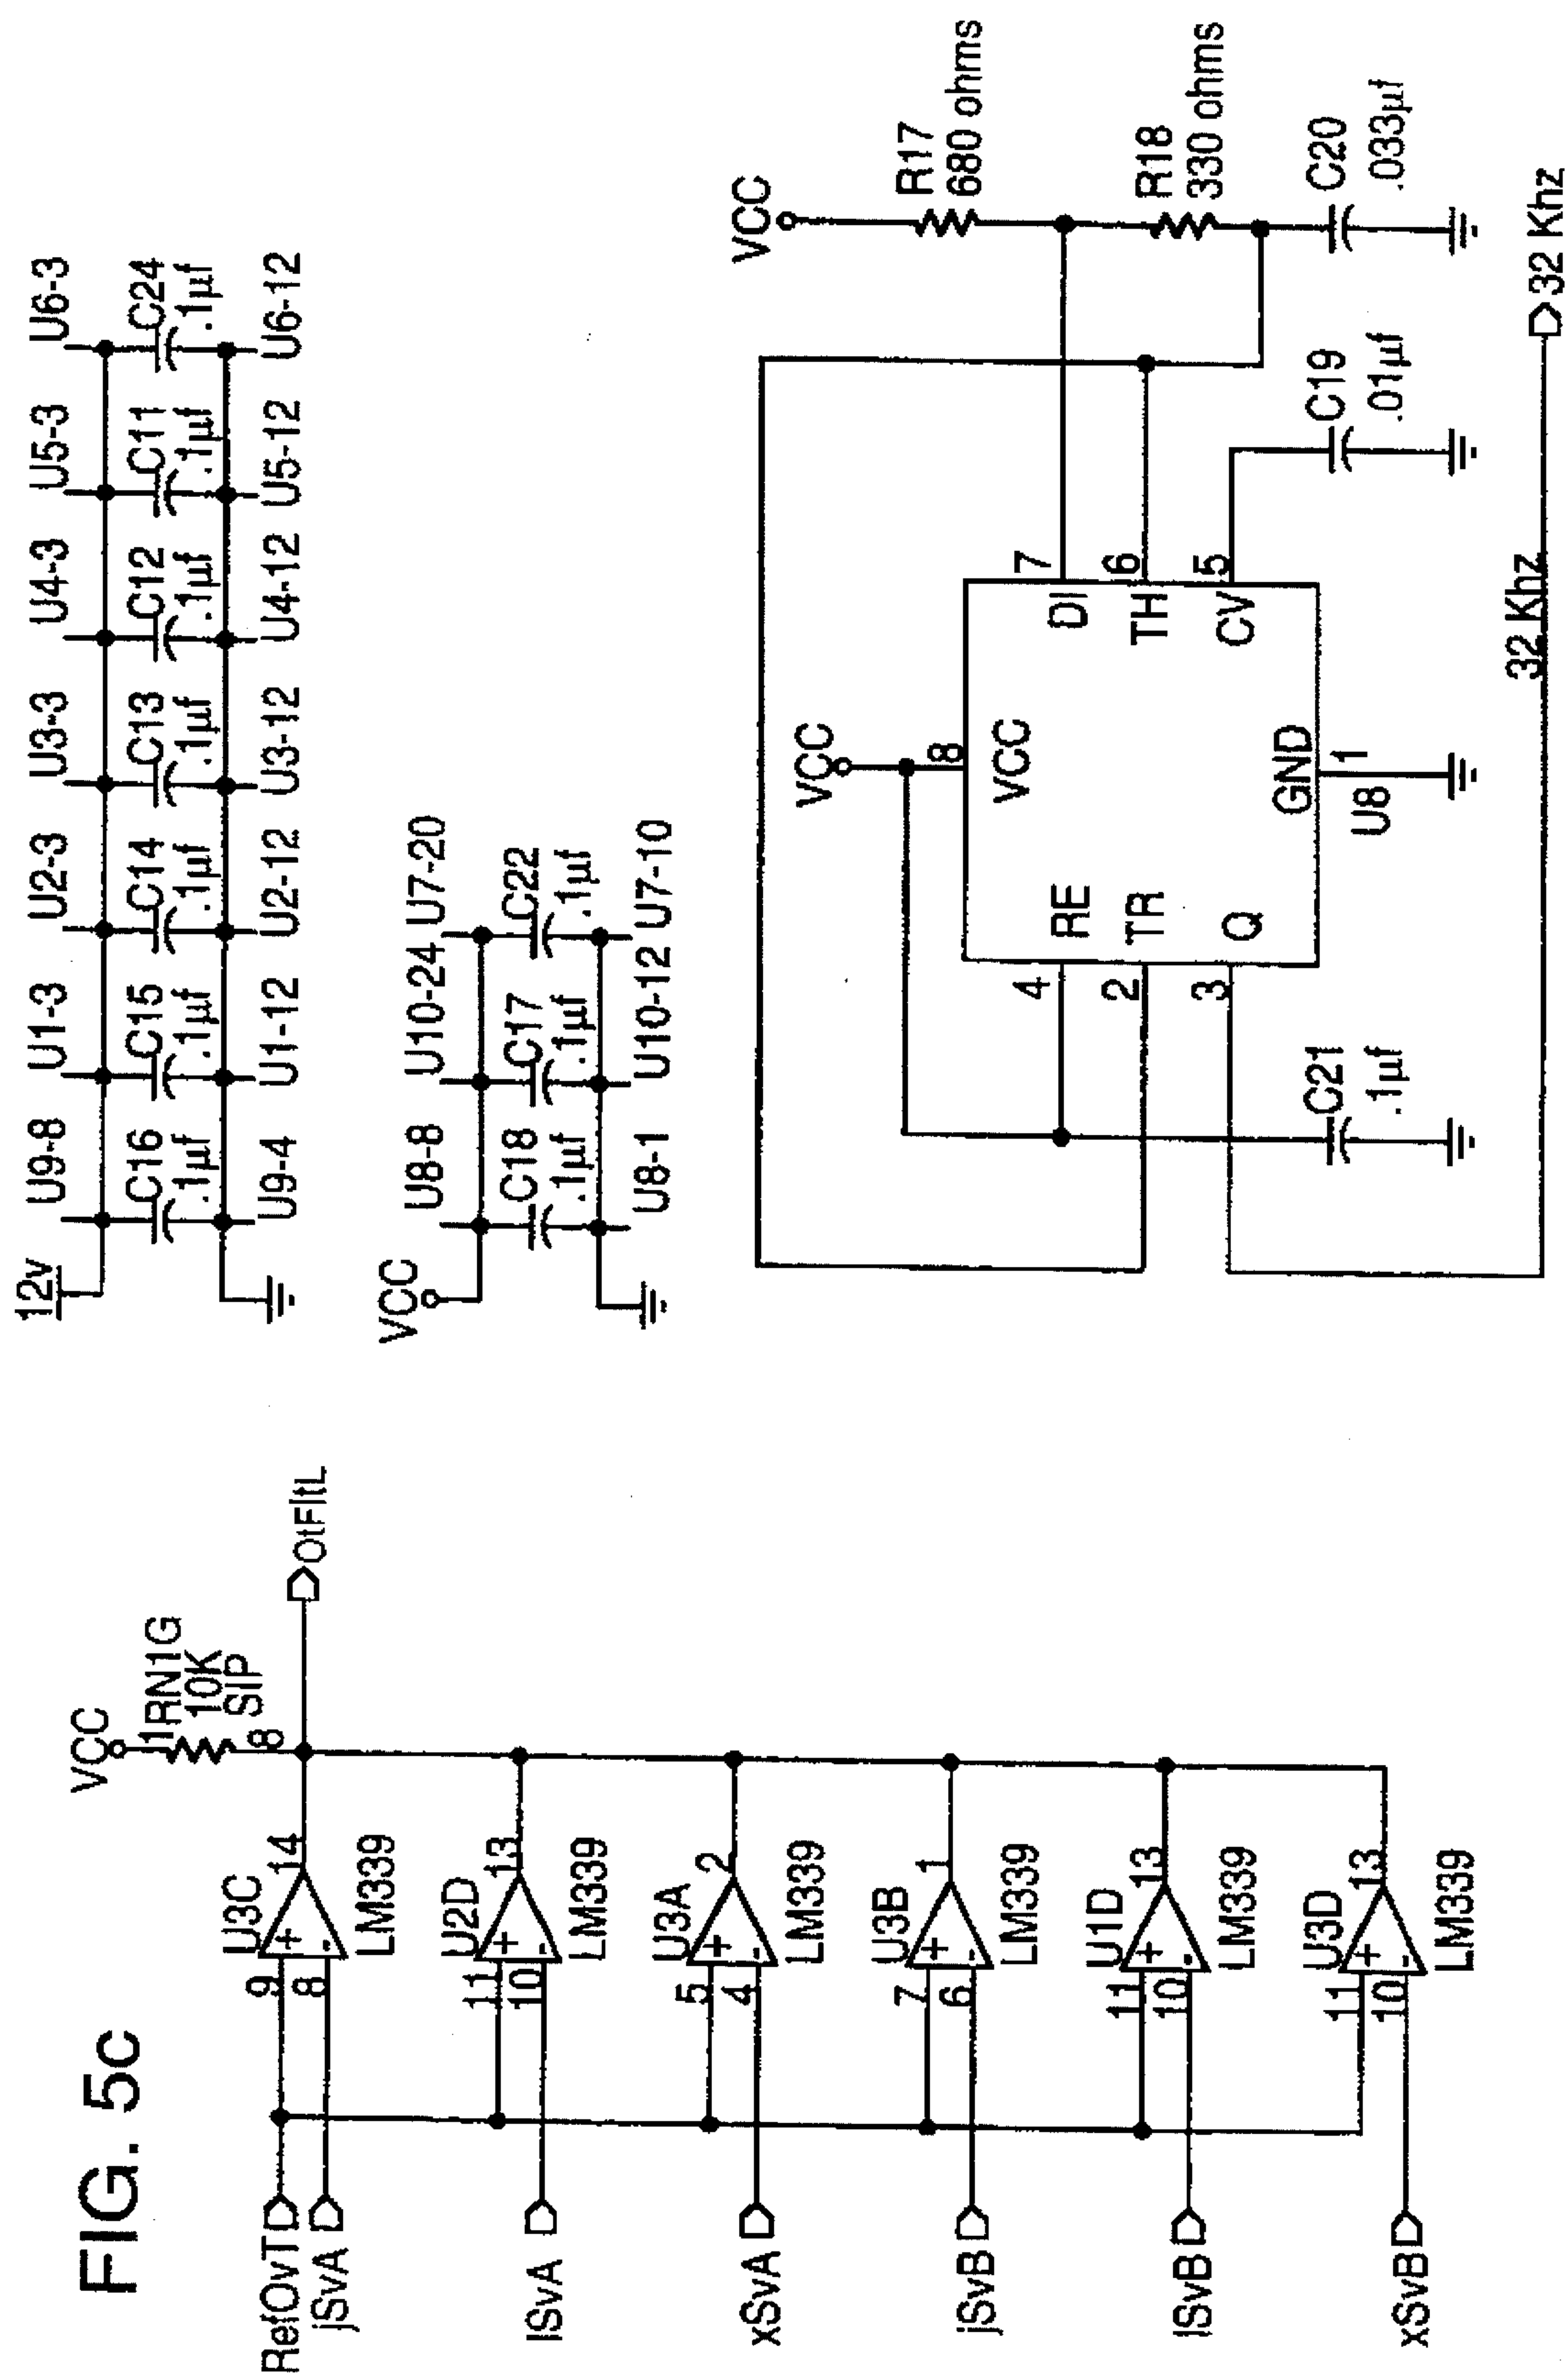 FIG. 5c
VCC
1RN1G
10K
SIP
8
RefOvT
jSvA
9
8
U3C
+
-
14
LM339
OtFltL
lSvA
11
10
U2D
+
-
13
LM339
xSvA
5
4
U3A
+
-
2
LM339
jSvB
7
6
U3B
+
-
1
LM339
lSvB
11
10
U1D
+
-
13
LM339
xSvB
11
10
U3D
+
-
13
LM339
12v
U9-8 U1-3 U2-3 U3-3 U4-3 U5-3 U6-3
C16 C15 C14 C13 C12 C11 C24
.1µf .1µf .1µf .1µf .1µf .1µf .1µf
U9-4 U1-12 U2-12 U3-12 U4-12 U5-12 U6-12
VCC
U8-8 U10-24 U7-20
C18 C17 C22
.1µf .1µf .1µf
U8-1 U10-12 U7-10
VCC
8
VCC
4
RE
2
TR
3
Q
DI
7
TH
6
CV
5
GND
1
U8
C21
.1µf
VCC
R17
680 ohms
R18
330 ohms
C20
.033µf
C19
.01µf
32 Khz
32 Khz